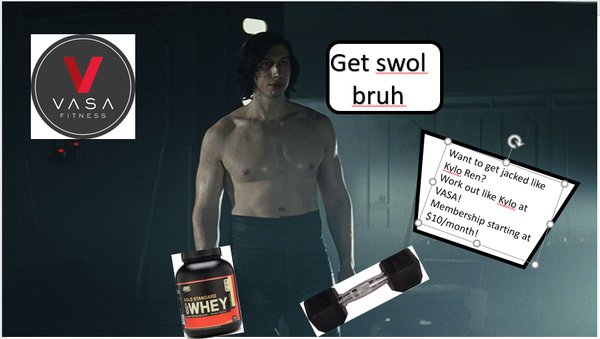 V
VASA
FITNESS
Get swol
bruh
Want to get jacked like
Kylo Ren?
Work out like Kylo at
VASA!
Membership starting at
$10/month!
GOLD STANDARD
WHEY